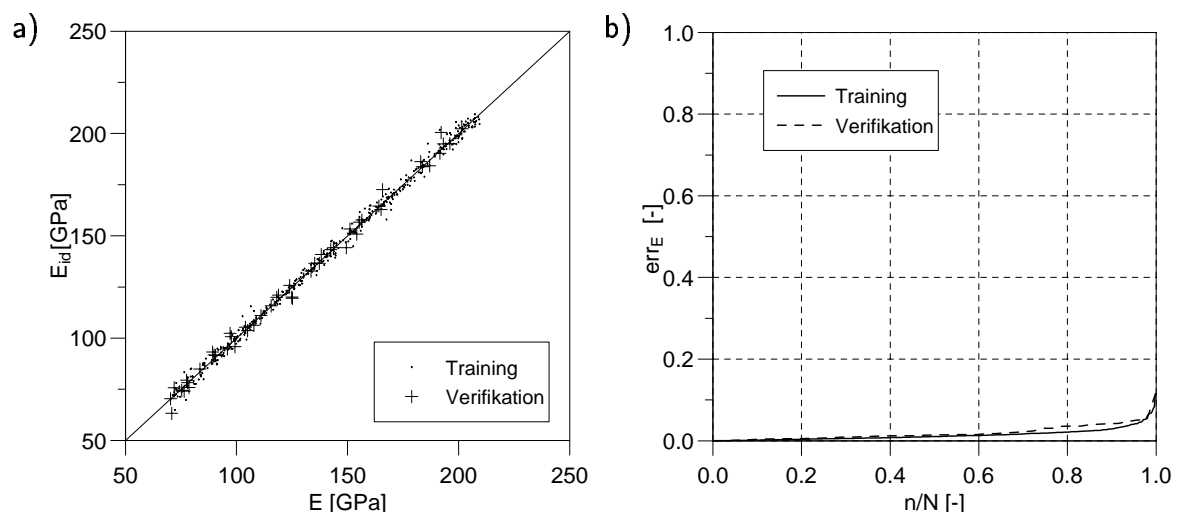 a)
E_id [GPa]
250
200
150
100
50
Training
Verifikation
50 100 150 200 250
E [GPa]
b)
err_E [-]
1.0
0.8
0.6
0.4
0.2
0.0
Training
Verifikation
0.0 0.2 0.4 0.6 0.8 1.0
n/N [-]